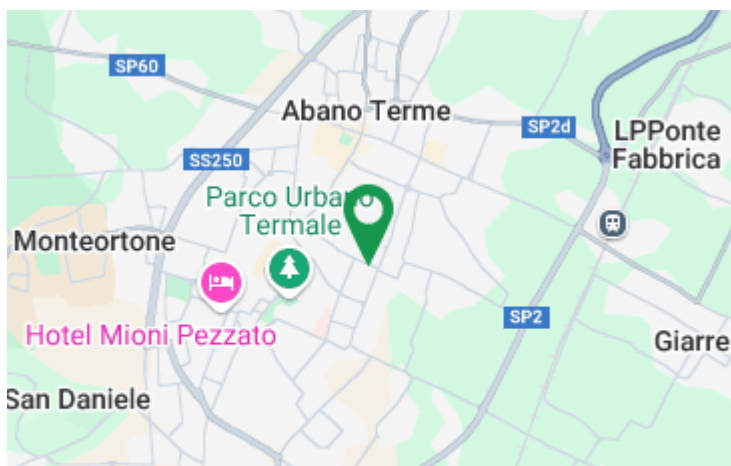 SP60
Abano Terme
SP2d
LPPonte
Fabbrica
SS250
Parco Urbano
Termale
Monteortone
Hotel Mioni Pezzato
SP2
Giarre
San Daniele